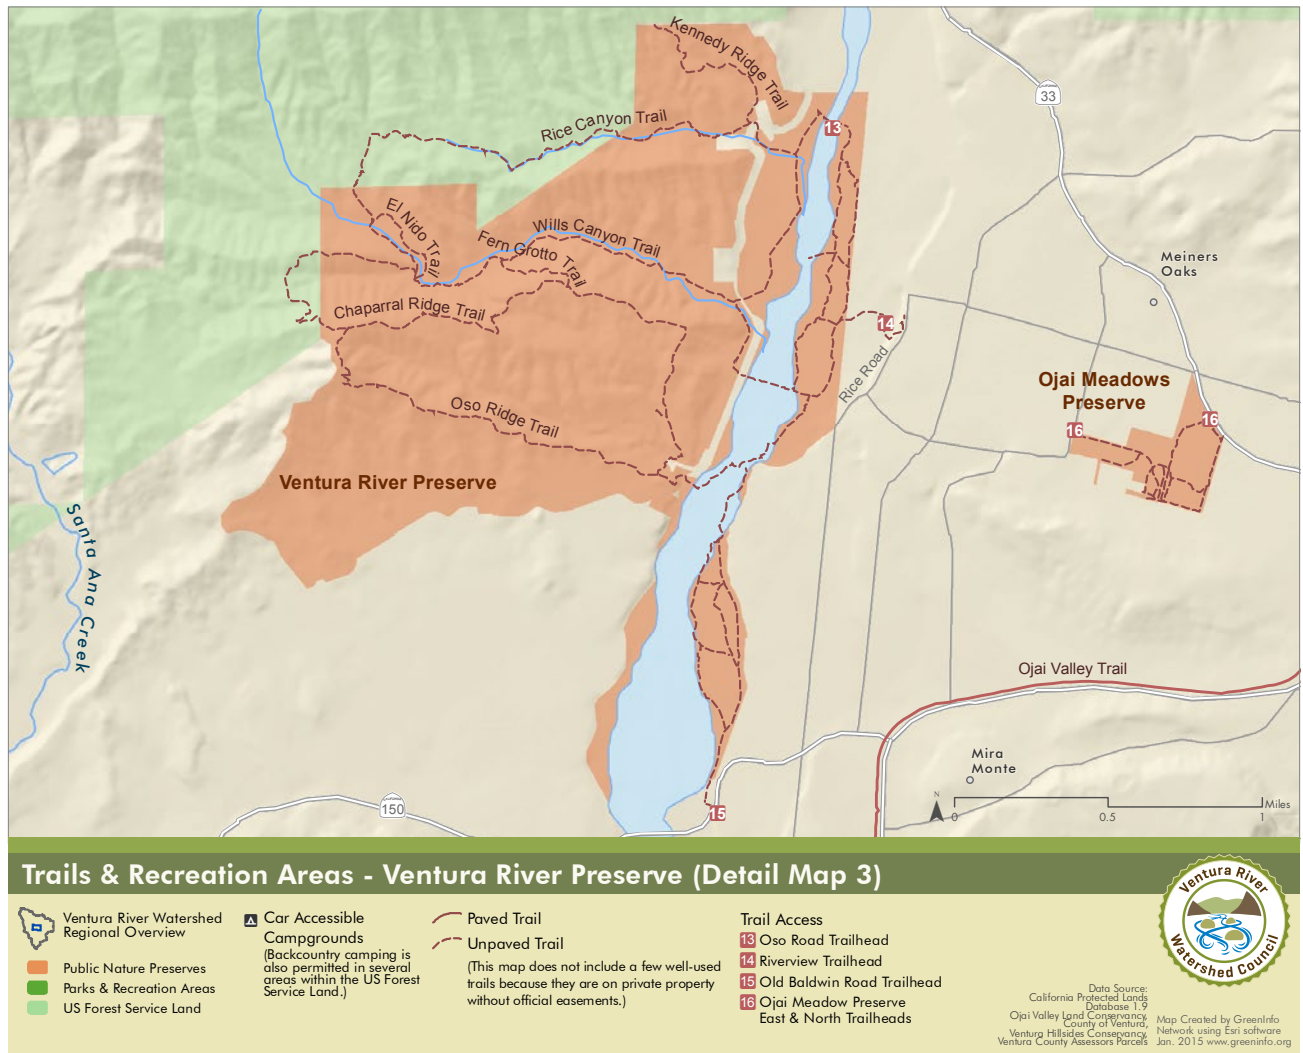 Kennedy Ridge Trail
33
Rice Canyon Trail
13
El Nido Trail
Wills Canyon Trail
Fern Grotto Trail
Meiners
Oaks
Chaparral Ridge Trail
14
Rice Road
Ojai Meadows
Preserve
16
16
Oso Ridge Trail
Ventura River Preserve
Santa Ana Creek
Ojai Valley Trail
Mira
Monte
CALIFORNIA
150
15
N
0
0.5
1
Miles
Trails & Recreation Areas - Ventura River Preserve (Detail Map 3)
Ventura River Watershed
Regional Overview
Public Nature Preserves
Parks & Recreation Areas
US Forest Service Land
Car Accessible
Campgrounds
(Backcountry camping is
also permitted in several
areas within the US Forest
Service Land.)
Paved Trail
Unpaved Trail
(This map does not include a few well-used
trails because they are on private property
without official easements.)
Trail Access
13 Oso Road Trailhead
14 Riverview Trailhead
15 Old Baldwin Road Trailhead
16 Ojai Meadow Preserve
East & North Trailheads
Ventura River
Watershed Council
Data Source:
California Protected Lands
Database 1.9
Ojai Valley Land Conservancy,
County of Ventura,
Ventura Hillsides Conservancy,
Ventura County Assessors Parcels
Map Created by GreenInfo
Network using Esri software
Jan. 2015 www.greeninfo.org